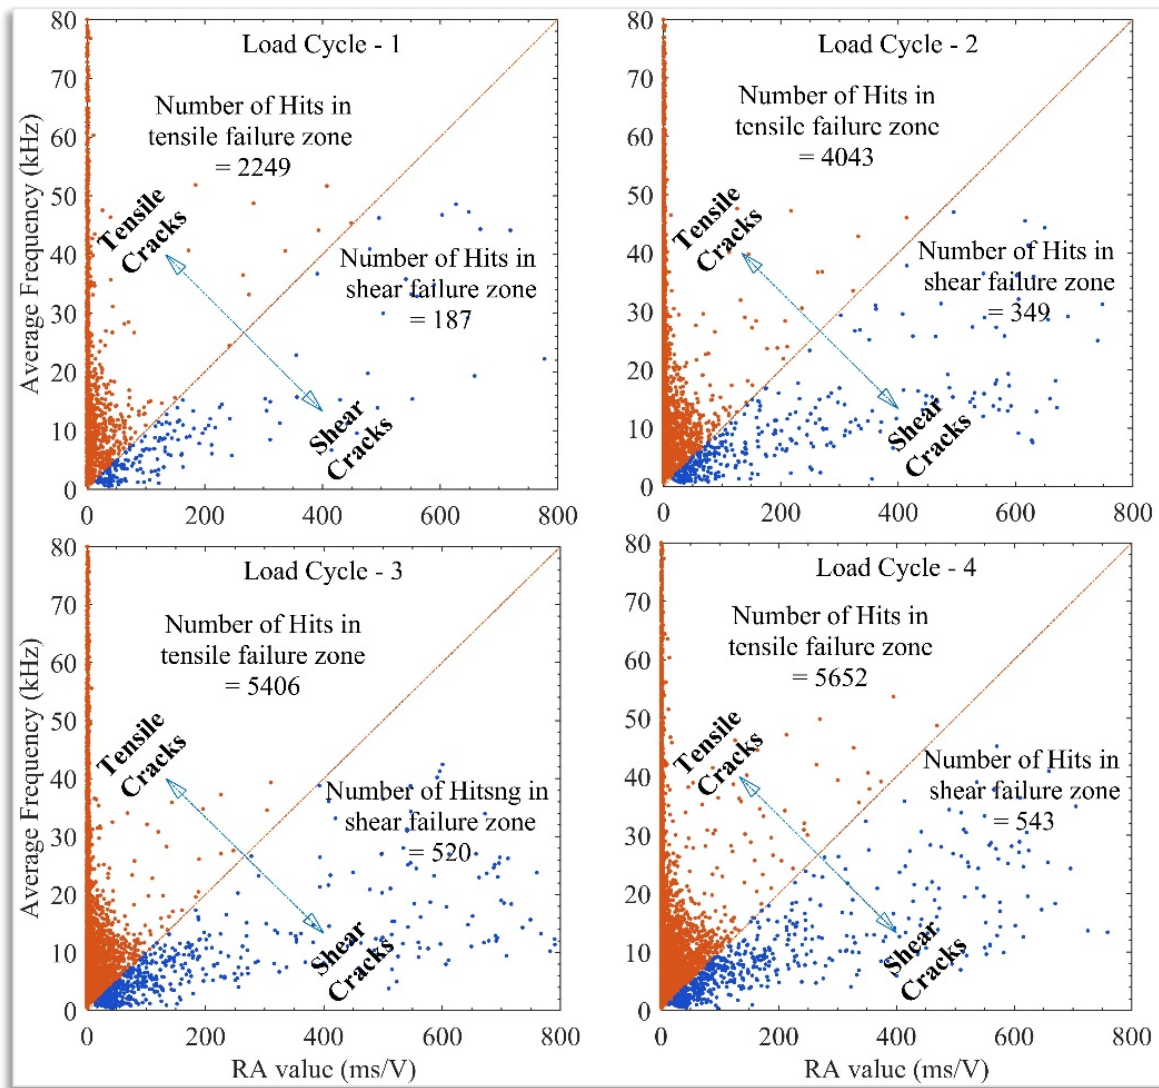 Load Cycle - 1
Number of Hits in
tensile failure zone
= 2249
Tensile
Cracks
Number of Hits in
shear failure zone
= 187
Shear
Cracks
Average Frequency (kHz)
80
70
60
50
40
30
20
10
0
0 200 400 600 800
Load Cycle - 2
Number of Hits in
tensile failure zone
= 4043
Tensile
Cracks
Number of Hits in
shear failure zone
= 349
Shear
Cracks
80
70
60
50
40
30
20
10
0
0 200 400 600 800
Load Cycle - 3
Number of Hits in
tensile failure zone
= 5406
Tensile
Cracks
Number of Hitsng in
shear failure zone
= 520
Shear
Cracks
Average Frequency (kHz)
80
70
60
50
40
30
20
10
0
0 200 400 600 800
RA value (ms/V)
Load Cycle - 4
Number of Hits in
tensile failure zone
= 5652
Tensile
Cracks
Number of Hits in
shear failure zone
= 543
Shear
Cracks
80
70
60
50
40
30
20
10
0
0 200 400 600 800
RA value (ms/V)